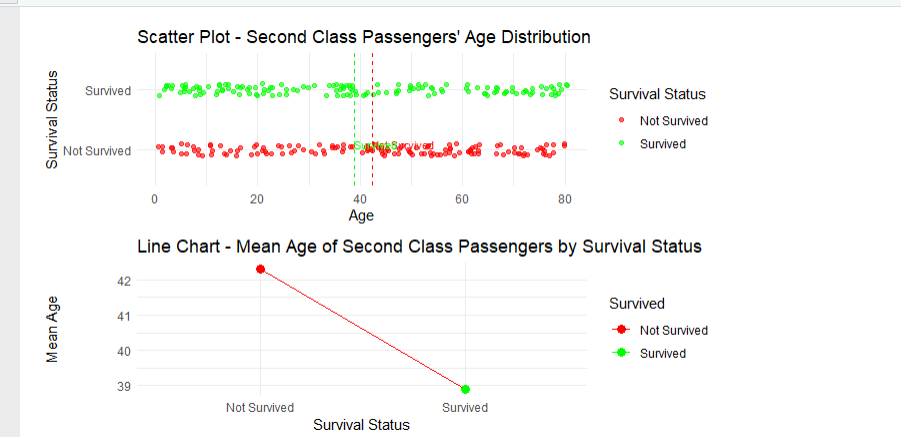 Scatter Plot - Second Class Passengers' Age Distribution
Survival Status
Survived
Not Survived
Not Survived
0 20 40 60 80
Age
Survival Status
Not Survived
Survived
Line Chart - Mean Age of Second Class Passengers by Survival Status
Mean Age
42
41
40
39
Not Survived Survived
Survival Status
Survived
Not Survived
Survived